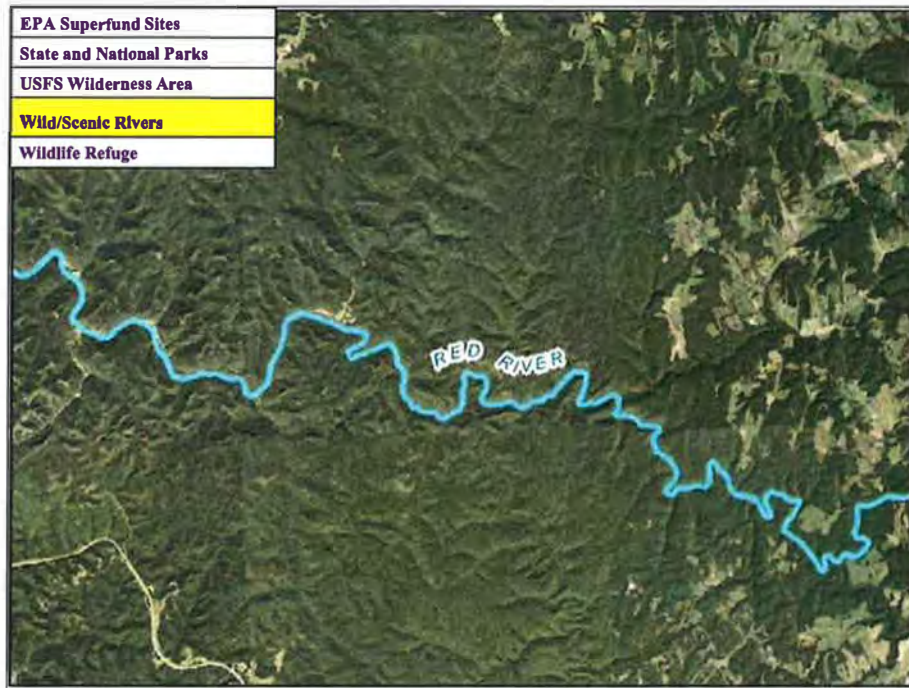 EPA Superfund Sites
State and National Parks
USFS Wilderness Area
Wild/Scenic Rivers
Wildlife Refuge
RED RIVER